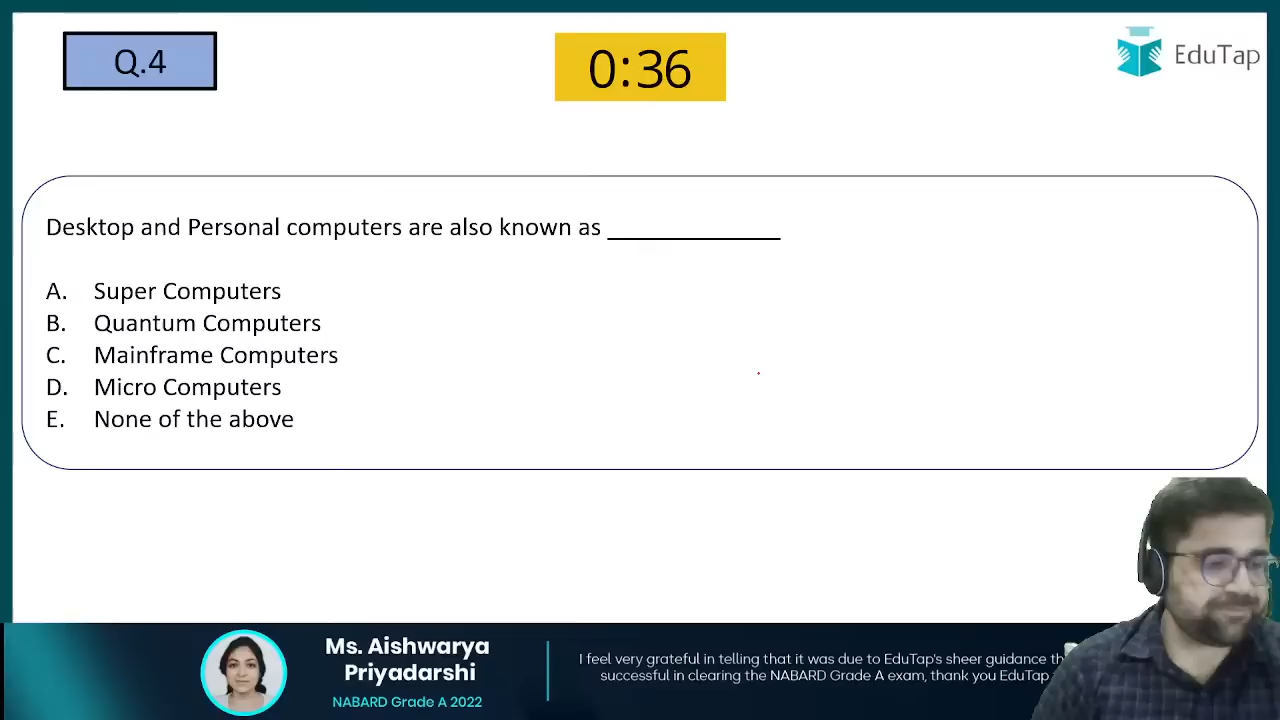 Q.4
0:36
EduTap
Desktop and Personal computers are also known as _____________
A. Super Computers
B. Quantum Computers
C. Mainframe Computers
D. Micro Computers
E. None of the above
Ms. Aishwarya
Priyadarshi
NABARD Grade A 2022
I feel very grateful in telling that it was due to EduTap's sheer guidance
successful in clearing the NABARD Grade A exam, thank you EduTap